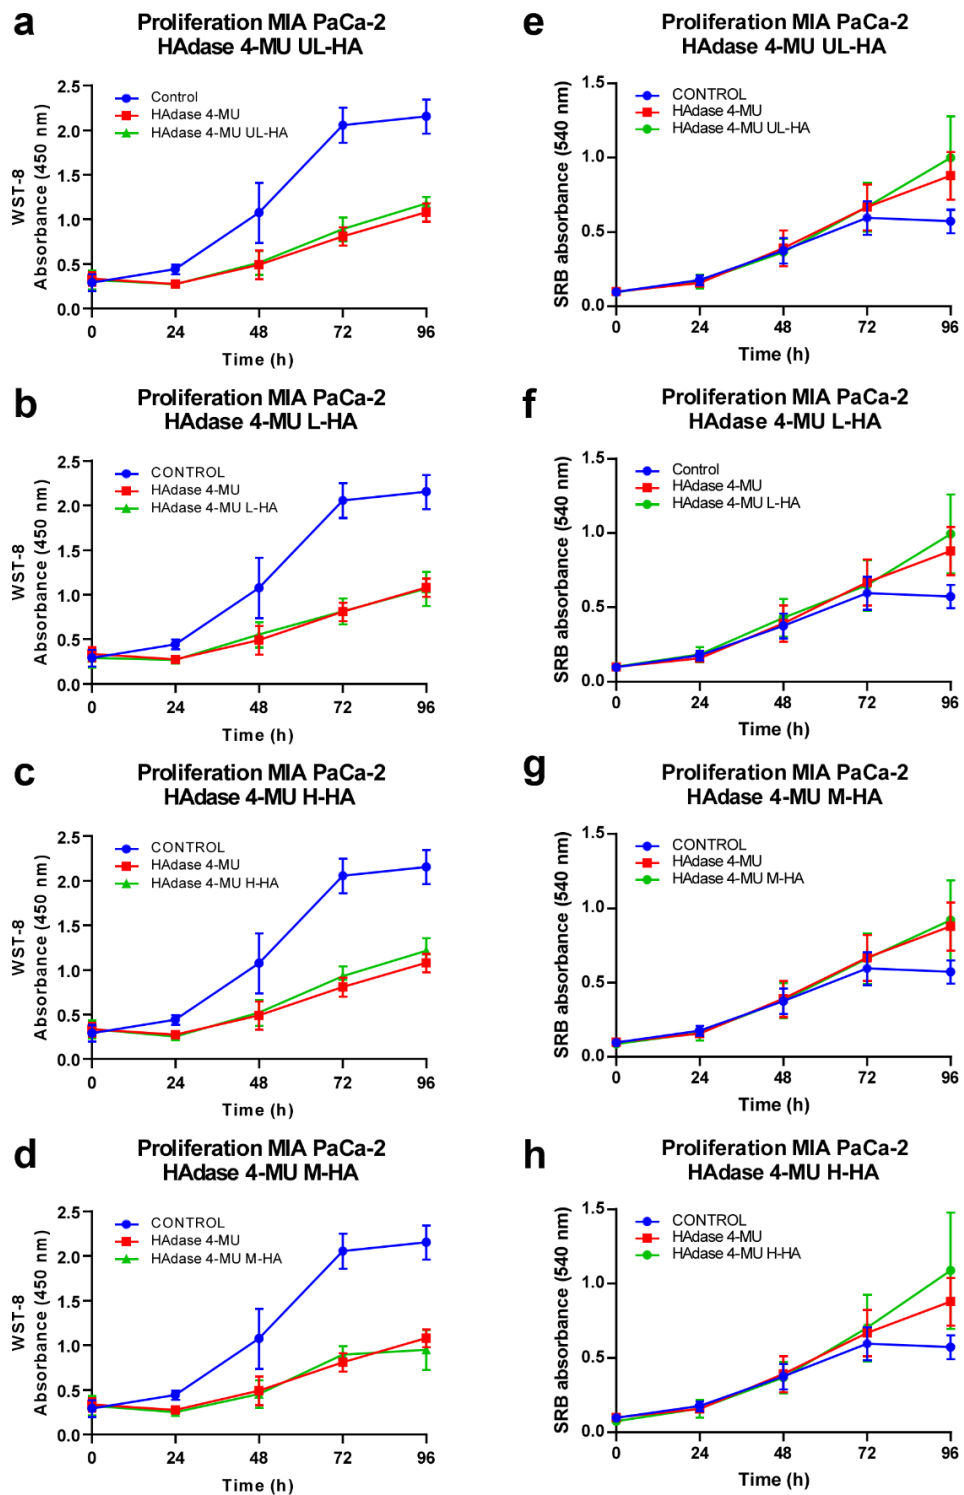 a
Proliferation MIA PaCa-2
HAdase 4-MU UL-HA
Control
HAdase 4-MU
HAdase 4-MU UL-HA
WST-8
Absorbance (450 nm)
2.5
2.0
1.5
1.0
0.5
0.0
0 24 48 72 96
Time (h)
b
Proliferation MIA PaCa-2
HAdase 4-MU L-HA
CONTROL
HAdase 4-MU
HAdase 4-MU L-HA
WST-8
Absorbance (450 nm)
2.5
2.0
1.5
1.0
0.5
0.0
0 24 48 72 96
Time (h)
c
Proliferation MIA PaCa-2
HAdase 4-MU H-HA
CONTROL
HAdase 4-MU
HAdase 4-MU H-HA
WST-8
Absorbance (450 nm)
2.5
2.0
1.5
1.0
0.5
0.0
0 24 48 72 96
Time (h)
d
Proliferation MIA PaCa-2
HAdase 4-MU M-HA
CONTROL
HAdase 4-MU
HAdase 4-MU M-HA
WST-8
Absorbance (450 nm)
2.5
2.0
1.5
1.0
0.5
0.0
0 24 48 72 96
Time (h)
e
Proliferation MIA PaCa-2
HAdase 4-MU UL-HA
CONTROL
HAdase 4-MU
HAdase 4-MU UL-HA
SRB absorbance (540 nm)
1.5
1.0
0.5
0.0
0 24 48 72 96
Time (h)
f
Proliferation MIA PaCa-2
HAdase 4-MU L-HA
Control
HAdase 4-MU
HAdase 4-MU L-HA
SRB absorbance (540 nm)
1.5
1.0
0.5
0.0
0 24 48 72 96
Time (h)
g
Proliferation MIA PaCa-2
HAdase 4-MU M-HA
CONTROL
HAdase 4-MU
HAdase 4-MU M-HA
SRB absorbance (540 nm)
1.5
1.0
0.5
0.0
0 24 48 72 96
Time (h)
h
Proliferation MIA PaCa-2
HAdase 4-MU H-HA
CONTROL
HAdase 4-MU
HAdase 4-MU H-HA
SRB absorbance (540 nm)
1.5
1.0
0.5
0.0
0 24 48 72 96
Time (h)